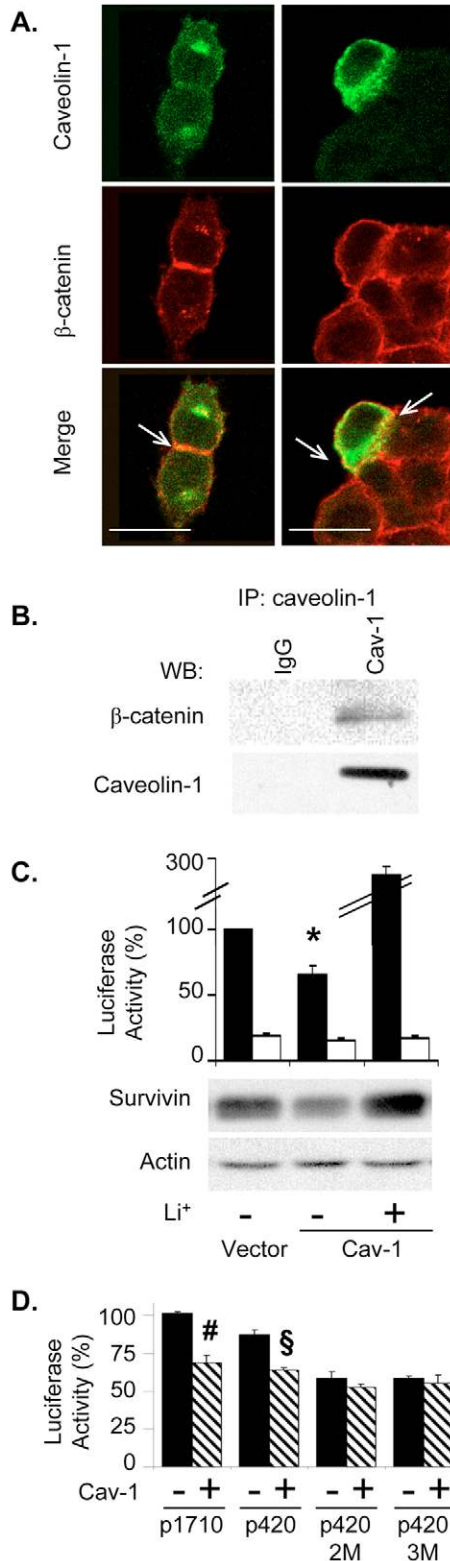 A.
Caveolin-1
β-catenin
Merge
B.
IP: caveolin-1
WB:
IgG
Cav-1
β-catenin
Caveolin-1
C.
Luciferase
Activity (%)
300
100
50
0
*
Survivin
Actin
Li⁺
- - +
Vector Cav-1
D.
Luciferase
Activity (%)
100
75
50
25
0
# §
Cav-1 - + - + - + - +
p1710 p420 p420 p420
2M 3M